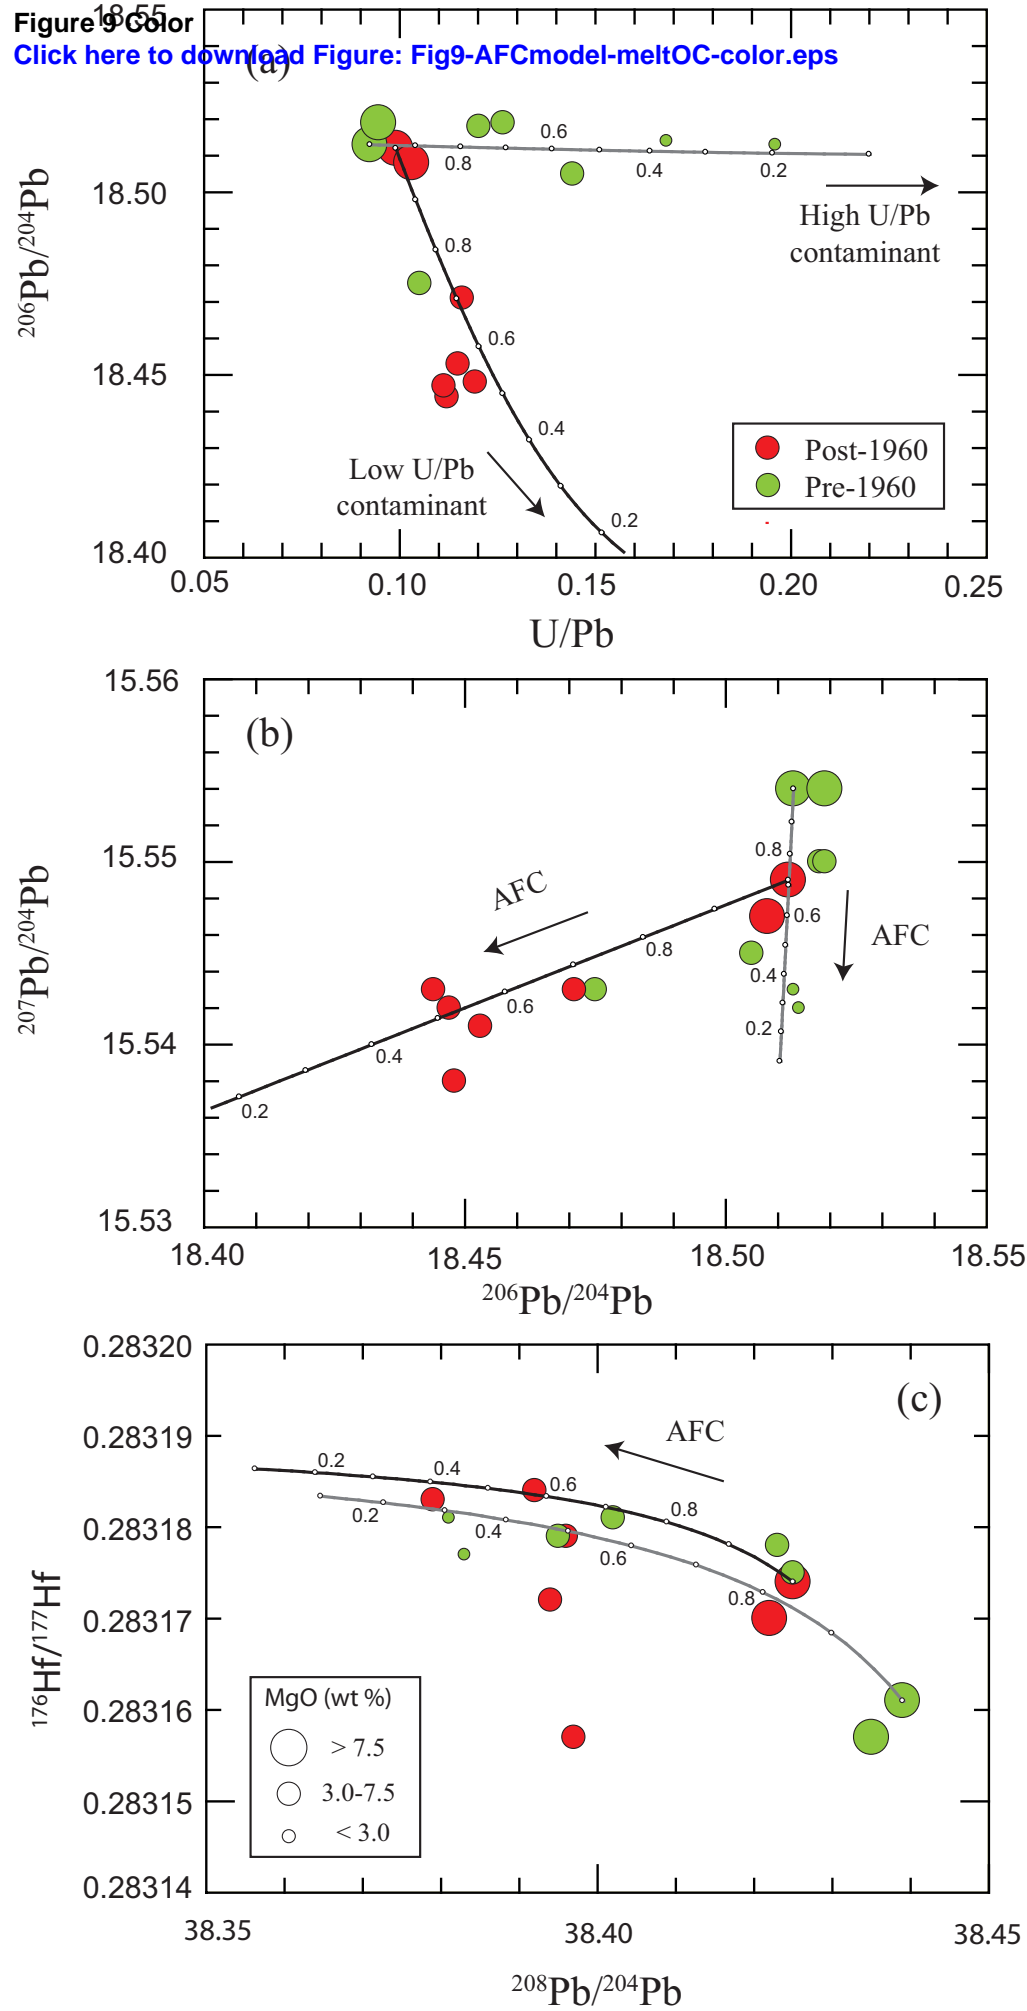 Figure 9 Color
Click here to download Figure: Fig9-AFCmodel-meltOC-color.eps
18.55
(a)
0.6
0.8
0.4
0.2
18.50
High U/Pb
contaminant
0.8
206Pb/204Pb
0.6
18.45
0.4
Post-1960
Pre-1960
Low U/Pb
contaminant
0.2
18.40
0.05
0.10
0.15
0.20
0.25
U/Pb
15.56
(b)
15.55
0.8
AFC
0.6
AFC
0.8
0.4
207Pb/204Pb
0.6
0.2
15.54
0.4
0.2
15.53
18.40
18.45
18.50
18.55
206Pb/204Pb
0.28320
(c)
0.28319
AFC
0.2
0.4
0.6
0.8
0.28318
0.2
0.4
0.6
0.8
0.28317
176Hf/177Hf
MgO (wt %)
> 7.5
3.0-7.5
< 3.0
0.28316
0.28315
0.28314
38.35
38.40
38.45
208Pb/204Pb